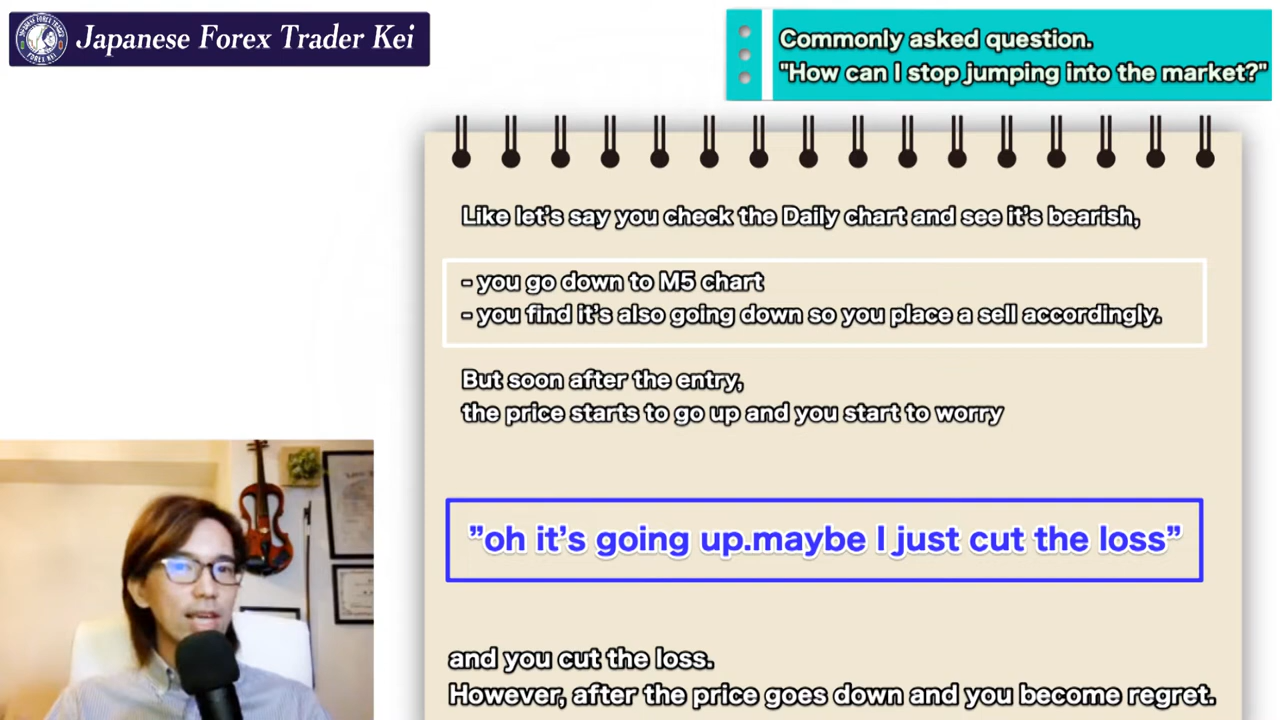 Japanese Forex Trader Kei
Commonly asked question.
"How can I stop jumping into the market?"
Like let's say you check the Daily chart and see it's bearish,
- you go down to M5 chart
- you find it's also going down so you place a sell accordingly.
But soon after the entry,
the price starts to go up and you start to worry
”oh it’s going up.maybe I just cut the loss”
and you cut the loss.
However, after the price goes down and you become regret.